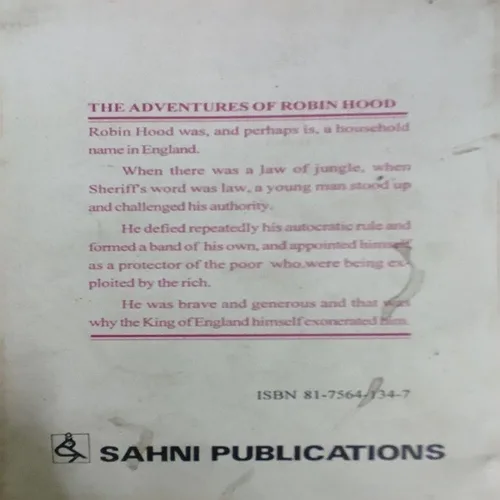 THE ADVENTURES OF ROBIN HOOD
Robin Hood was, and perhaps is, a household
name in England.
When there was a law of jungle, when
Sheriff's word was law, a young man stood up
and challenged his authority.
He defied repeatedly his autocratic rule and
formed a band of his own, and appointed himself
as a protector of the poor who were being ex-
ploited by the rich.
He was brave and generous and that was
why the King of England himself exonerated him.
ISBN 81-7564-134-7
SAHNI PUBLICATIONS